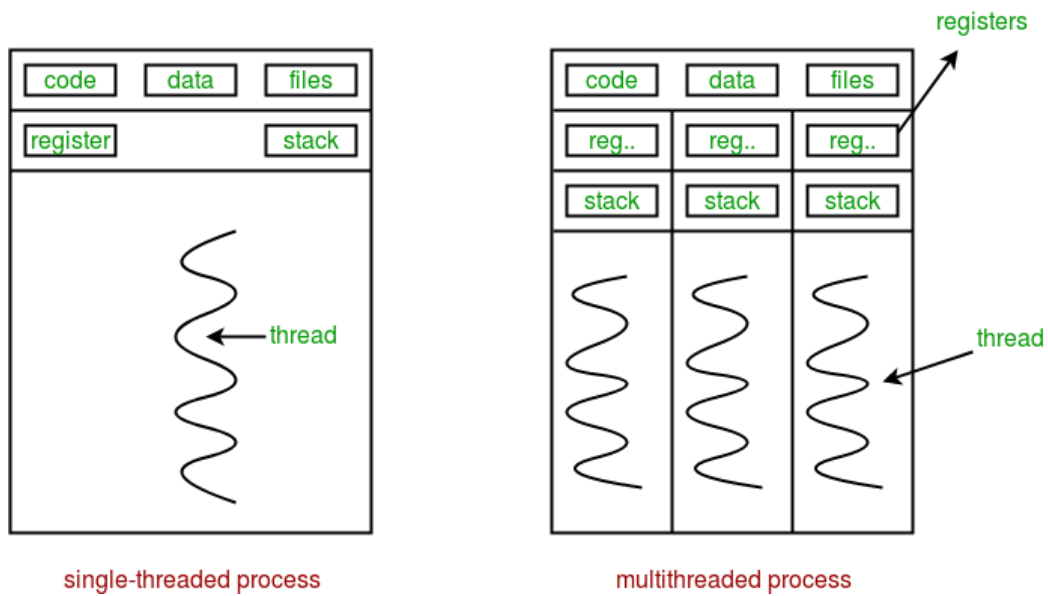 registers
code data files
register stack
thread
single-threaded process
code data files
reg.. reg.. reg..
stack stack stack
thread
multithreaded process